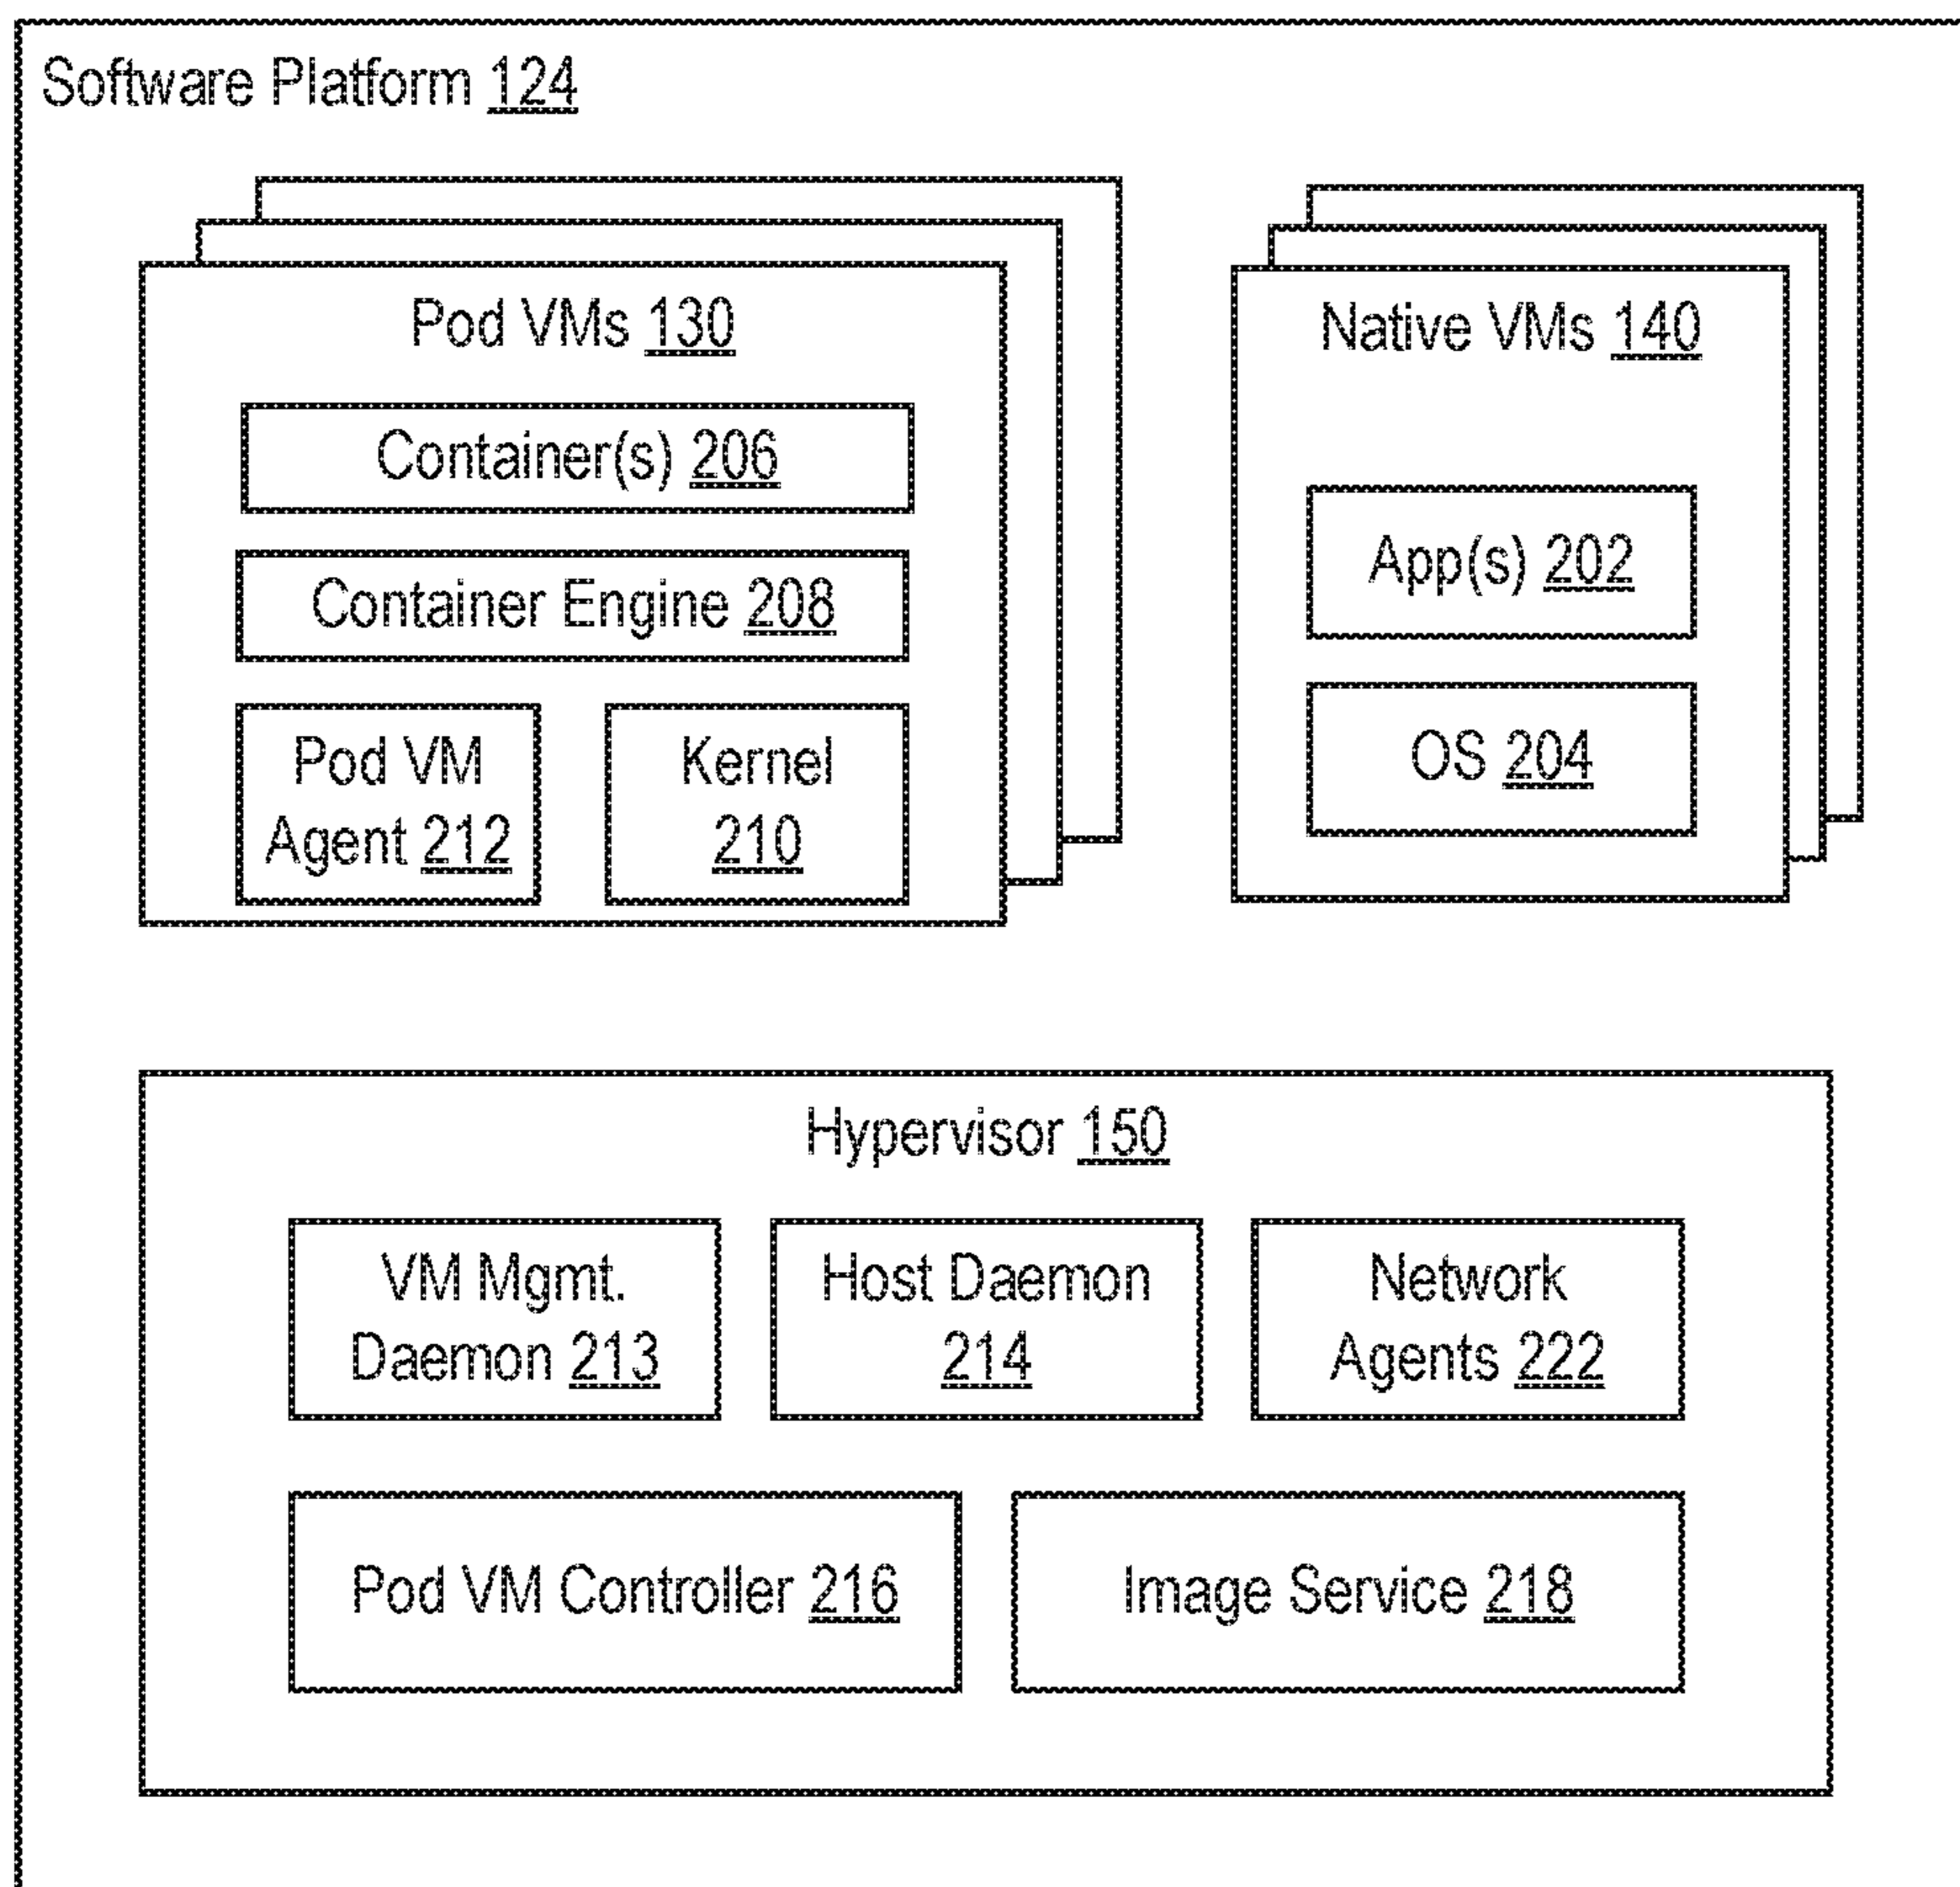 Software Platform 124
Pod VMs 130
Container(s) 206
Container Engine 208
Pod VM
Agent 212
Kernel
210
Native VMs 140
App(s) 202
OS 204
Hypervisor 150
VM Mgmt.
Daemon 213
Host Daemon
214
Network
Agents 222
Pod VM Controller 216
Image Service 218